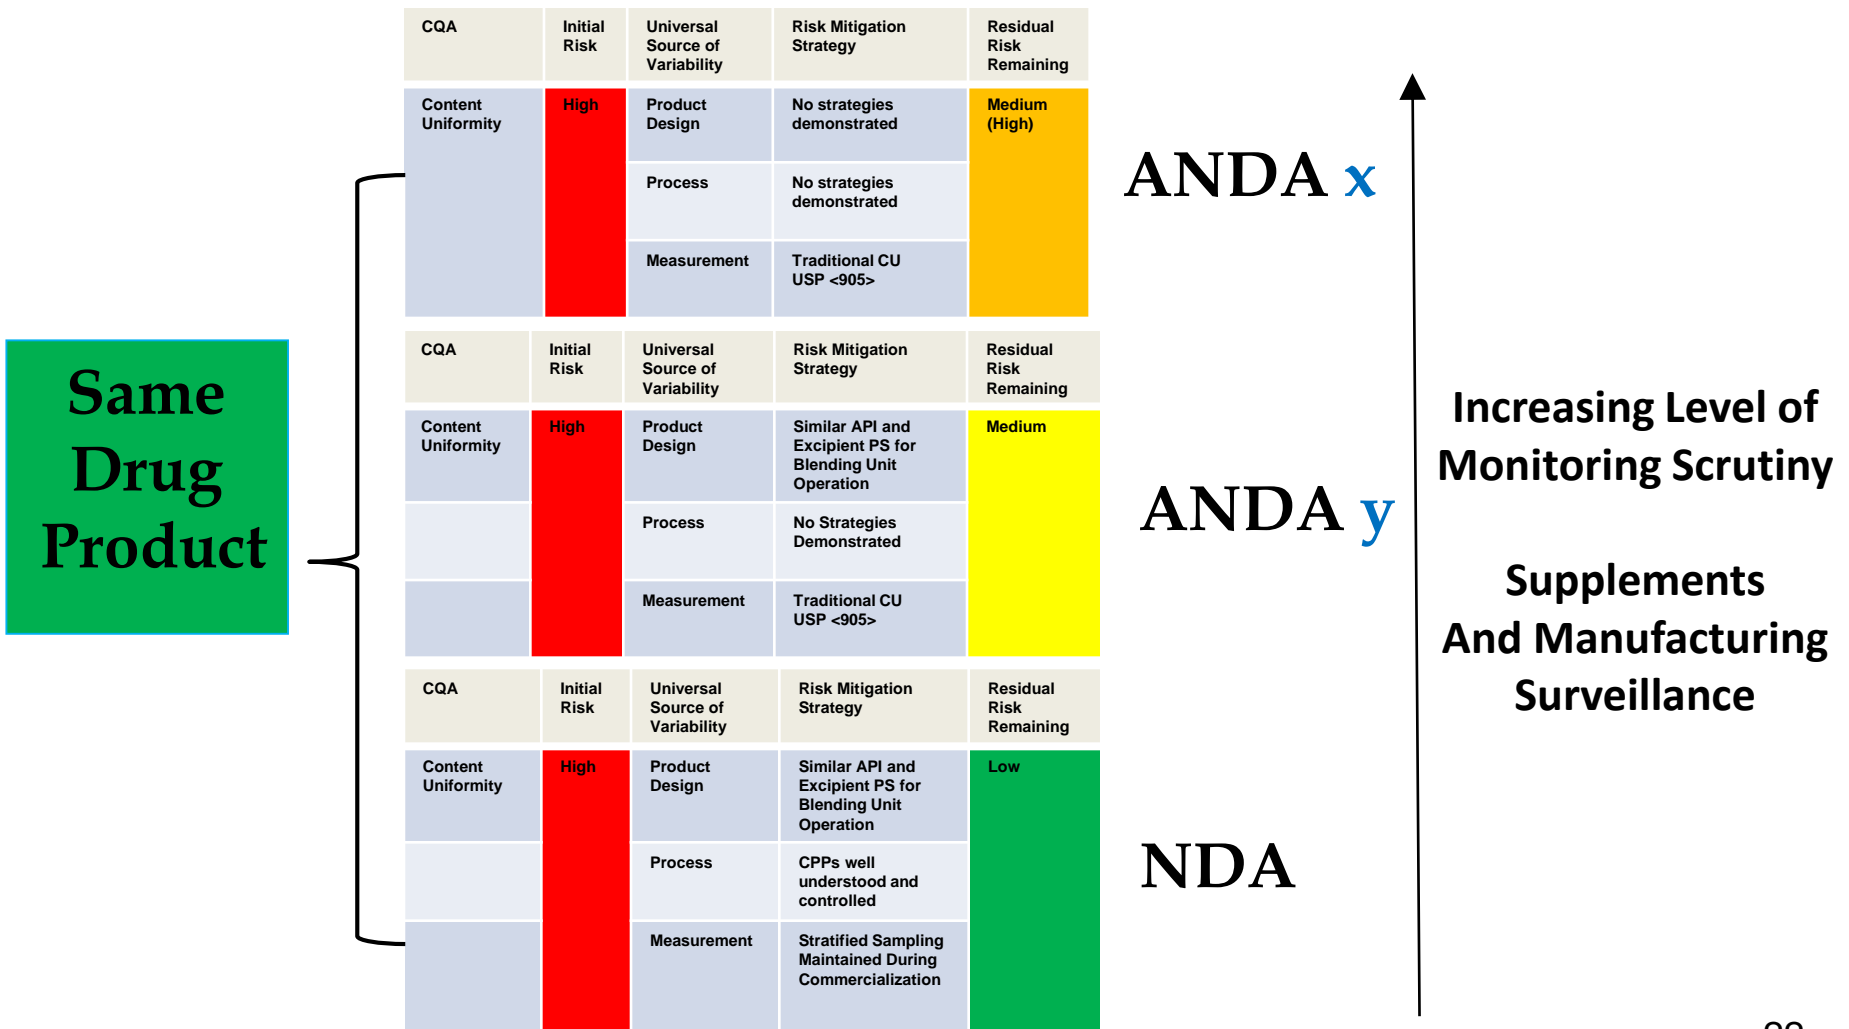 Same
Drug
Product
CQA
Initial
Risk
Universal
Source of
Variability
Risk Mitigation
Strategy
Residual
Risk
Remaining
Content
Uniformity
High
Product
Design
No strategies
demonstrated
Medium
(High)
Process
No strategies
demonstrated
Measurement
Traditional CU
USP <905>
ANDA x
CQA
Initial
Risk
Universal
Source of
Variability
Risk Mitigation
Strategy
Residual
Risk
Remaining
Content
Uniformity
High
Product
Design
Similar API and
Excipient PS for
Blending Unit
Operation
Medium
Process
No Strategies
Demonstrated
Measurement
Traditional CU
USP <905>
ANDA y
CQA
Initial
Risk
Universal
Source of
Variability
Risk Mitigation
Strategy
Residual
Risk
Remaining
Content
Uniformity
High
Product
Design
Similar API and
Excipient PS for
Blending Unit
Operation
Low
Process
CPPs well
understood and
controlled
Measurement
Stratified Sampling
Maintained During
Commercialization
NDA
Increasing Level of
Monitoring Scrutiny
Supplements
And Manufacturing
Surveillance